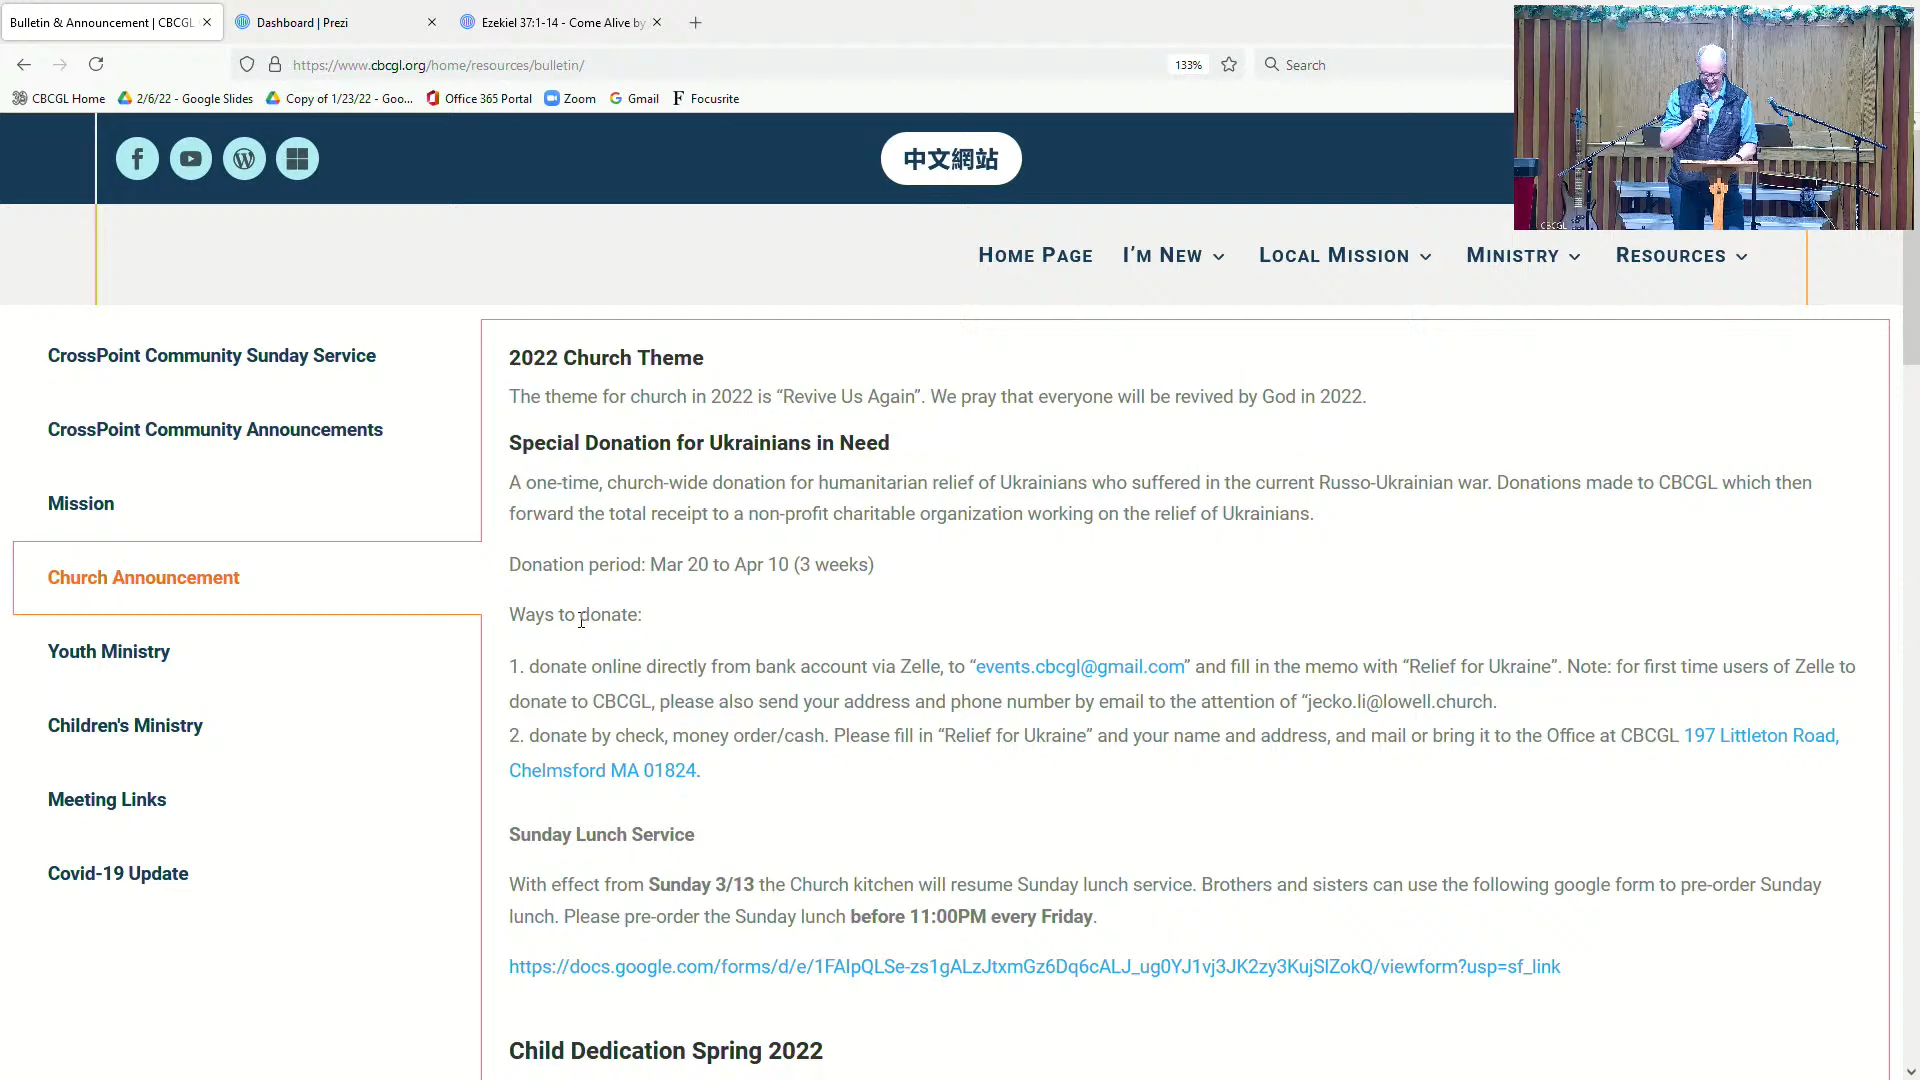 Bulletin & Announcement | CBCGL
Dashboard | Prezi
Ezekiel 37:1-14 - Come Alive by
https://www.cbcgl.org/home/resources/bulletin/
133%
Search
CBCGL Home
2/6/22 - Google Slides
Copy of 1/23/22 - Goo...
Office 365 Portal
Zoom
Gmail
Focusrite
中文網站
CBCGL
Home Page
I'm New
Local Mission
Ministry
Resources
CrossPoint Community Sunday Service
CrossPoint Community Announcements
Mission
Church Announcement
Youth Ministry
Children's Ministry
Meeting Links
Covid-19 Update
2022 Church Theme
The theme for church in 2022 is “Revive Us Again”. We pray that everyone will be revived by God in 2022.
Special Donation for Ukrainians in Need
A one-time, church-wide donation for humanitarian relief of Ukrainians who suffered in the current Russo-Ukrainian war. Donations made to CBCGL which then
forward the total receipt to a non-profit charitable organization working on the relief of Ukrainians.
Donation period: Mar 20 to Apr 10 (3 weeks)
Ways to donate:
1. donate online directly from bank account via Zelle, to “events.cbcgl@gmail.com” and fill in the memo with “Relief for Ukraine”. Note: for first time users of Zelle to
donate to CBCGL, please also send your address and phone number by email to the attention of “jecko.li@lowell.church.
2. donate by check, money order/cash. Please fill in “Relief for Ukraine” and your name and address, and mail or bring it to the Office at CBCGL 197 Littleton Road,
Chelmsford MA 01824.
Sunday Lunch Service
With effect from Sunday 3/13 the Church kitchen will resume Sunday lunch service. Brothers and sisters can use the following google form to pre-order Sunday
lunch. Please pre-order the Sunday lunch before 11:00PM every Friday.
https://docs.google.com/forms/d/e/1FAIpQLSe-zs1gALzJtxmGz6Dq6cALJ_ug0YJ1vj3JK2zy3KujSlZokQ/viewform?usp=sf_link
Child Dedication Spring 2022